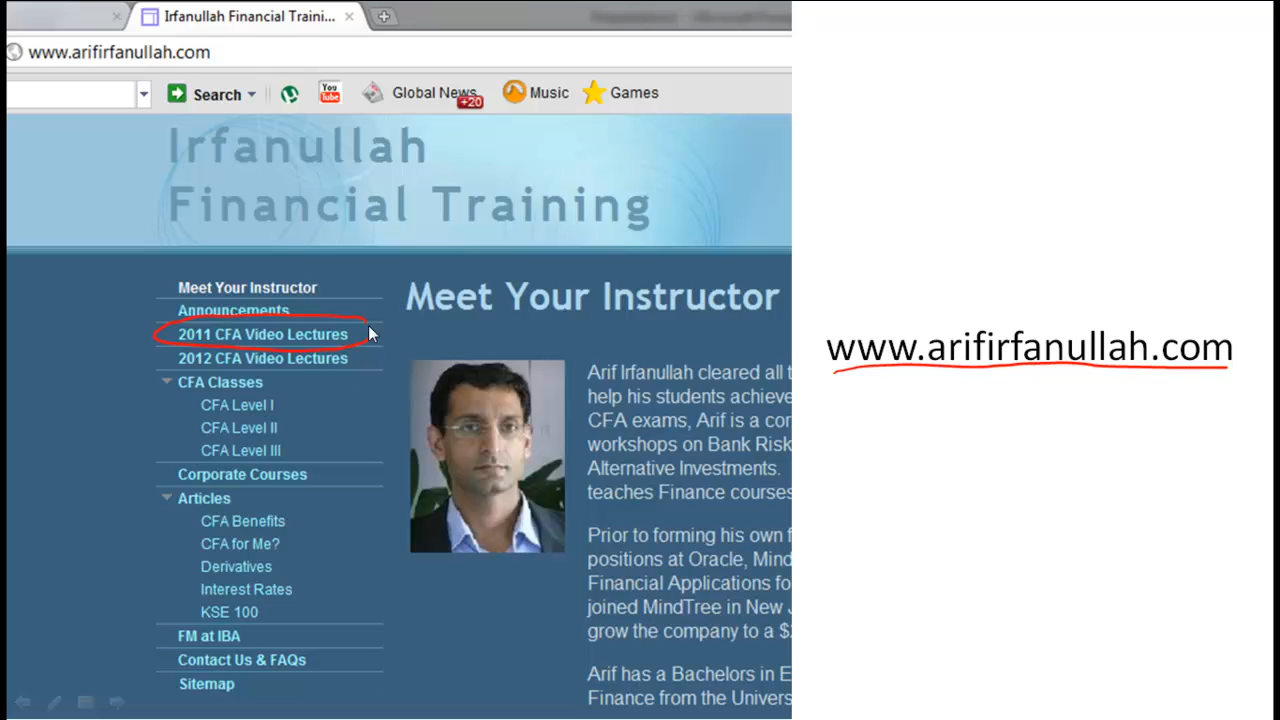 Irfanullah Financial Traini...
www.arifirfanullah.com
Search
You
Tube
Global News
+20
Music
Games
Irfanullah
Financial Training
Meet Your Instructor
Announcements
2011 CFA Video Lectures
2012 CFA Video Lectures
CFA Classes
CFA Level I
CFA Level II
CFA Level III
Corporate Courses
Articles
CFA Benefits
CFA for Me?
Derivatives
Interest Rates
KSE 100
FM at IBA
Contact Us & FAQs
Sitemap
Meet Your Instructor
Arif Irfanullah cleared all
help his students achieve
CFA exams, Arif is a
workshops on Bank Risk
Alternative Investments.
teaches Finance courses
Prior to forming his own
positions at Oracle,
Financial Applications
joined MindTree in New
grow the company to a
Arif has a Bachelors in
Finance from the
www.arifirfanullah.com